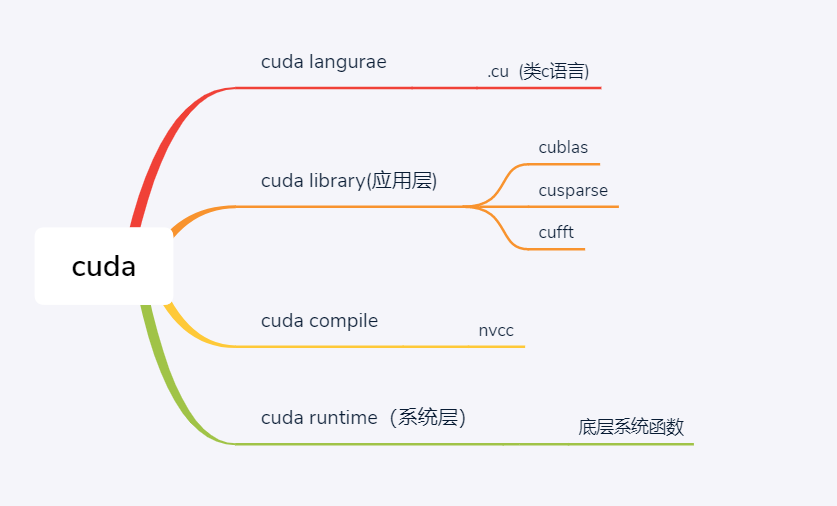 cuda langurae
.cu (类c语言)
cublas
cuda library(应用层)
cusparse
cufft
cuda
cuda compile
nvcc
cuda runtime（系统层）
底层系统函数